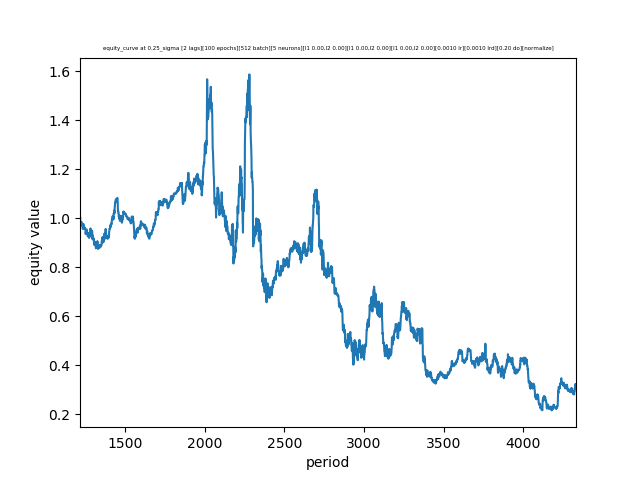 equity_curve at 0.25_sigma [2 lags][100 epochs][512 batch][5 neurons][l1 0.00,l2 0.00][l1 0.00,l2 0.00][l1 0.00,l2 0.00][0.0010 lr][0.0010 lrd][0.20 do][normalize]
1.6
1.4
1.2
1.0
0.8
0.6
0.4
0.2
equity value
1500 2000 2500 3000 3500 4000
period